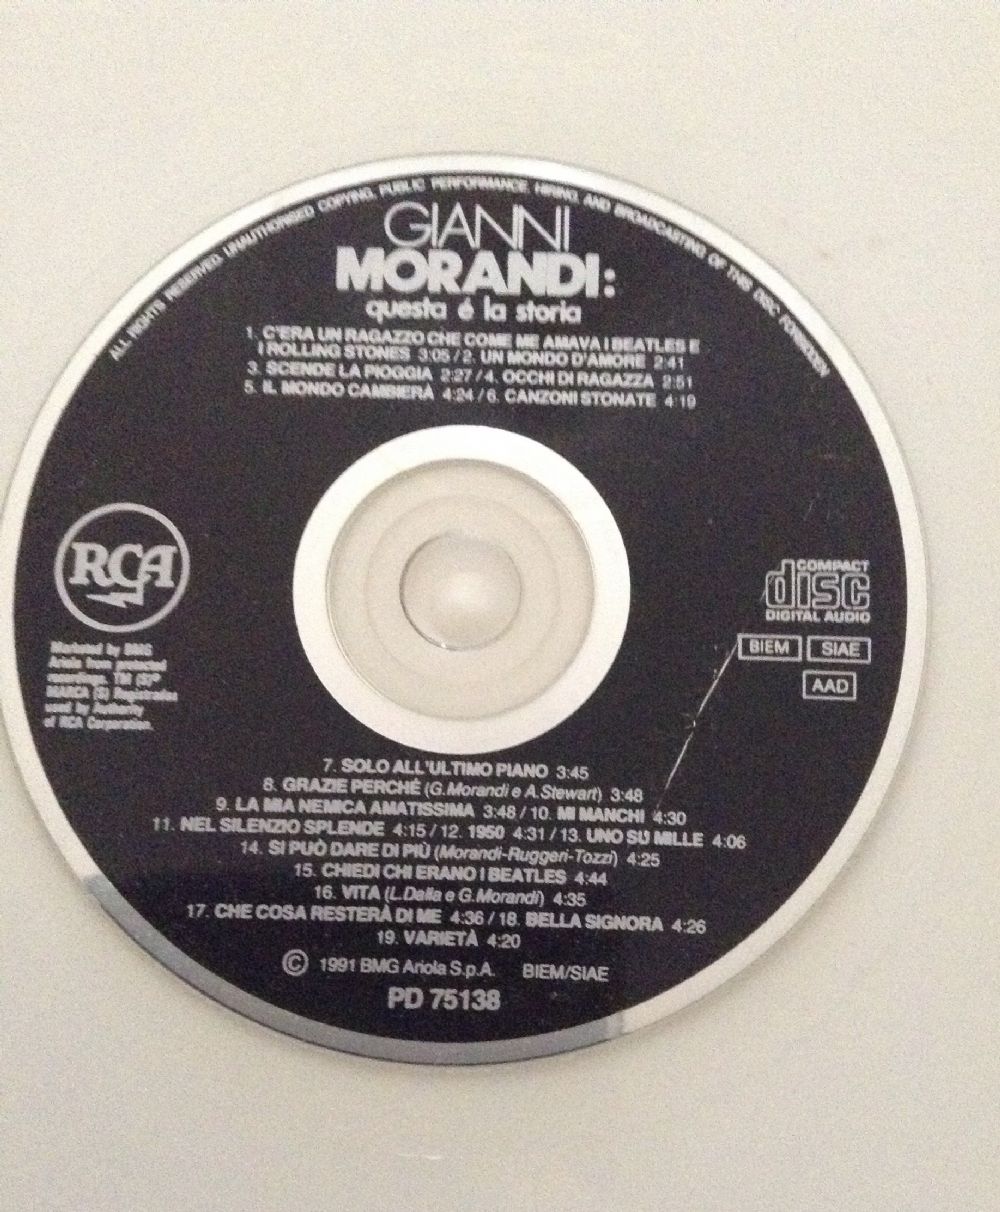 ALL RIGHTS RESERVED. UNAUTHORISED COPYING, PUBLIC PERFORMANCE, HIRING, AND BROADCASTING OF THIS DISC FORBIDDEN
GIANNI
MORANDI:
questa é la storia
1. C'ERA UN RAGAZZO CHE COME ME AMAVA I BEATLES E
I ROLLING STONES 3:05 / 2. UN MONDO D'AMORE 2:41
3. SCENDE LA PIOGGIA 2:27 / 4. OCCHI DI RAGAZZA 2:51
5. IL MONDO CAMBIERÀ 4:24 / 6. CANZONI STONATE 4:19
RCA
Marketed by BMG
Ariola from protected
recordings. TM (S)®
MARCA (S) Registradas
used by Authority
of RCA Corporation.
COMPACT
disc
DIGITAL AUDIO
BIEM SIAE
AAD
7. SOLO ALL'ULTIMO PIANO 3:45
8. GRAZIE PERCHÉ (G.Morandi e A.Stewart) 3:48
9. LA MIA NEMICA AMATISSIMA 3:48 / 10. MI MANCHI 4:30
11. NEL SILENZIO SPLENDE 4:15 / 12. 1950 4:31 / 13. UNO SU MILLE 4:06
14. SI PUÒ DARE DI PIÙ (Morandi-Ruggeri-Tozzi) 4:25
15. CHIEDI CHI ERANO I BEATLES 4:44
16. VITA (L.Dalla e G.Morandi) 4:35
17. CHE COSA RESTERÀ DI ME 4:36 / 18. BELLA SIGNORA 4:26
19. VARIETÀ 4:20
© 1991 BMG Ariola S.p.A. BIEM/SIAE
PD 75138